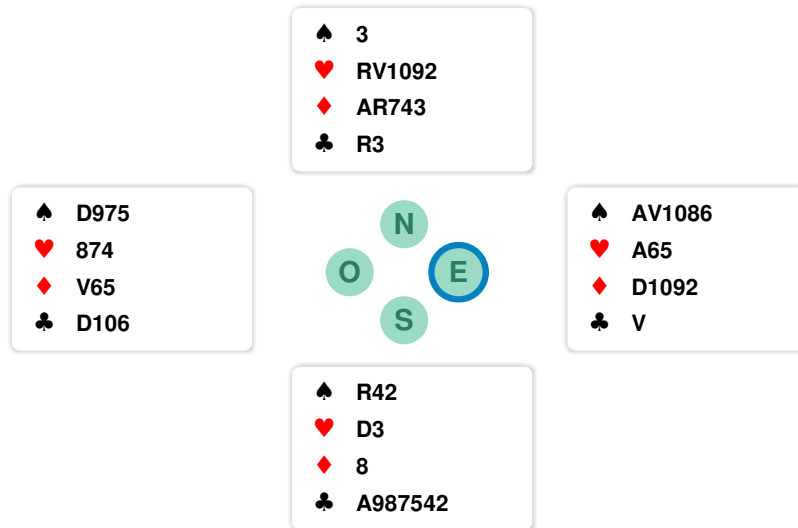 ♠ 3
♥ RV1092
♦ AR743
♣ R3
♠ D975
♥ 874
♦ V65
♣ D106
N
O
E
S
♠ AV1086
♥ A65
♦ D1092
♣ V
♠ R42
♥ D3
♦ 8
♣ A987542